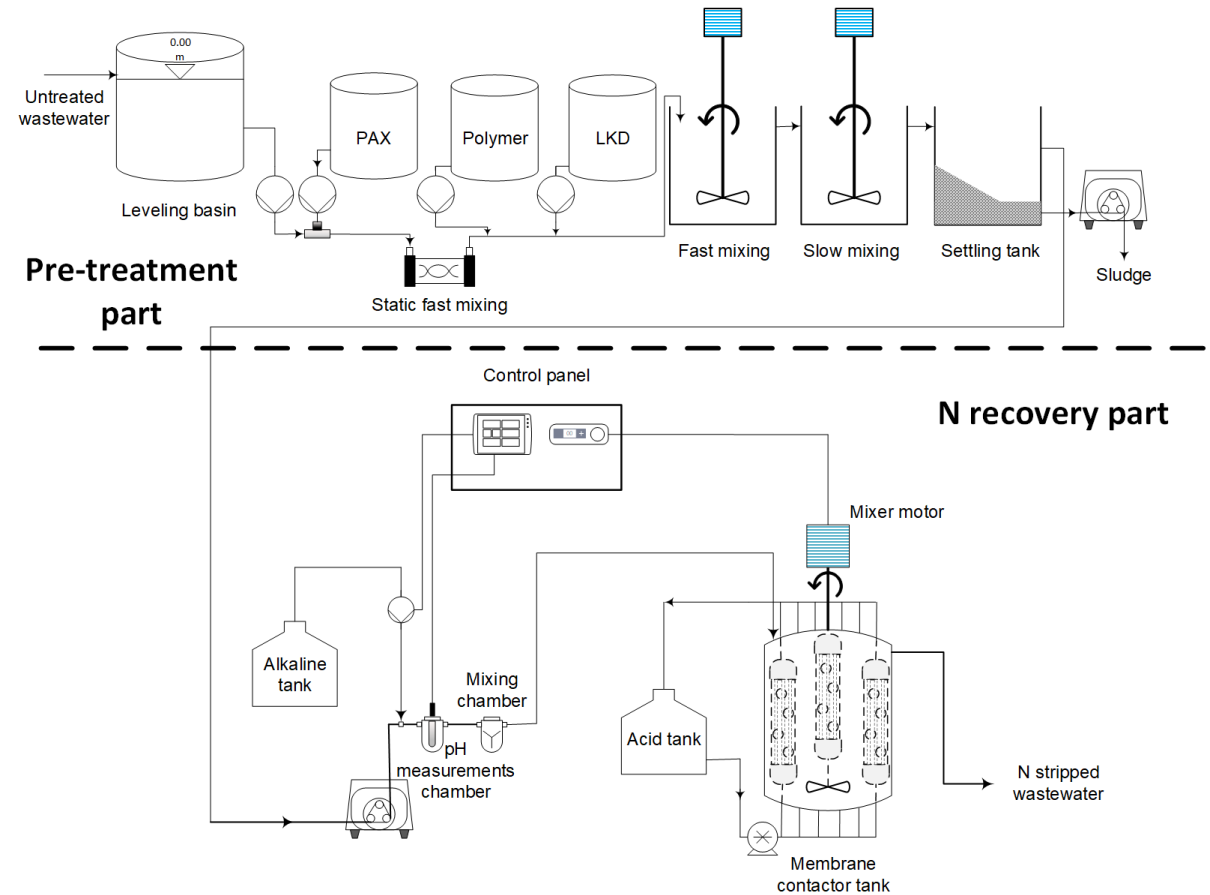 0.00
m
Untreated
wastewater
Leveling basin
PAX
Polymer
LKD
Static fast mixing
Fast mixing
Slow mixing
Settling tank
Sludge
Pre-treatment
part
Control panel
N recovery part
Mixer motor
Alkaline
tank
Mixing
chamber
pH
measurements
chamber
Acid tank
N stripped
wastewater
Membrane
contactor tank